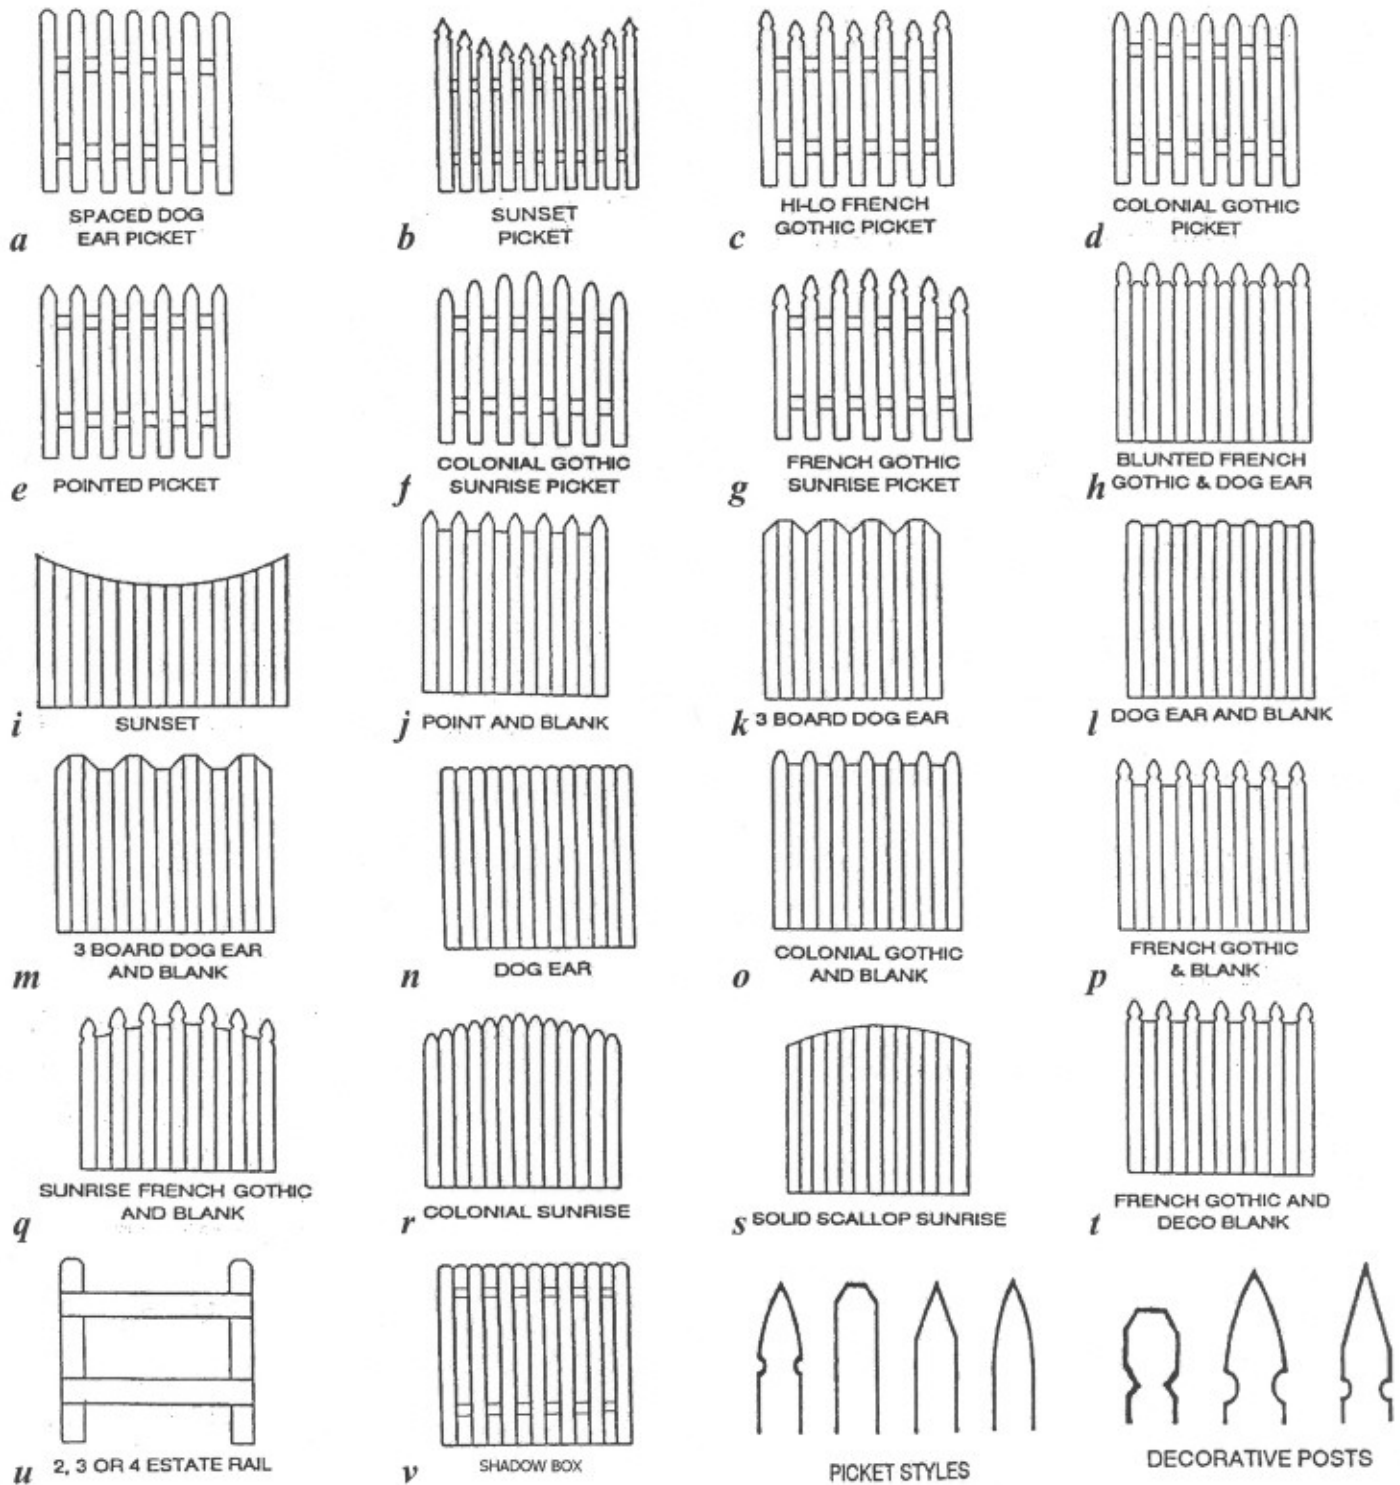 a SPACED DOG
EAR PICKET
b SUNSET
PICKET
c HI-LO FRENCH
GOTHIC PICKET
d COLONIAL GOTHIC
PICKET
e POINTED PICKET
f COLONIAL GOTHIC
SUNRISE PICKET
g FRENCH GOTHIC
SUNRISE PICKET
h BLUNTED FRENCH
GOTHIC & DOG EAR
i SUNSET
j POINT AND BLANK
k 3 BOARD DOG EAR
l DOG EAR AND BLANK
m 3 BOARD DOG EAR
AND BLANK
n DOG EAR
o COLONIAL GOTHIC
AND BLANK
p FRENCH GOTHIC
& BLANK
q SUNRISE FRENCH GOTHIC
AND BLANK
r COLONIAL SUNRISE
s SOLID SCALLOP SUNRISE
t FRENCH GOTHIC AND
DECO BLANK
u 2, 3 OR 4 ESTATE RAIL
v SHADOW BOX
PICKET STYLES
DECORATIVE POSTS